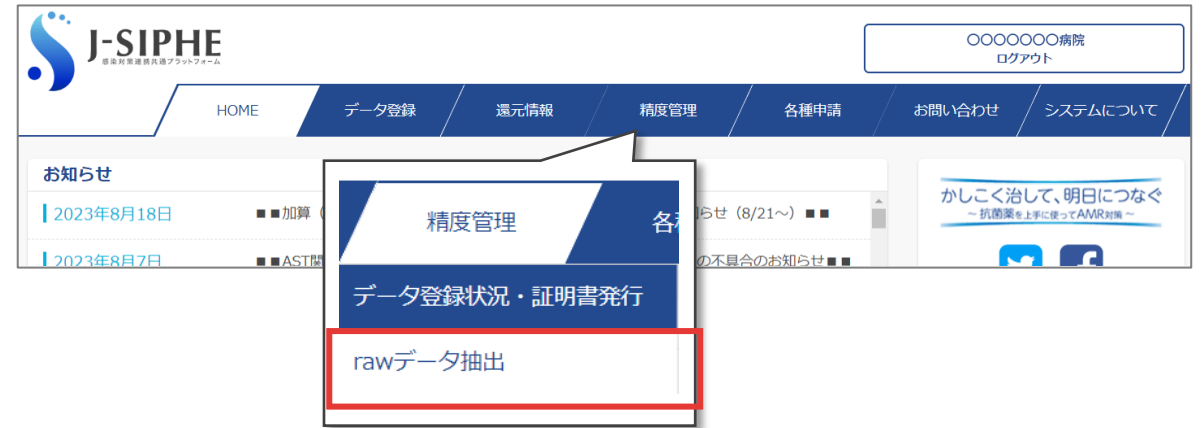 J-SIPHE
感染対策連携共通プラットフォーム
〇〇〇〇〇〇〇病院
ログアウト
HOME
データ登録
還元情報
精度管理
各種申請
お問い合わせ
システムについて
お知らせ
2023年8月18日 ■■加算（ らせ（8/21～）■■
2023年8月7日 ■■AST関 の不具合のお知らせ■■
精度管理
各
データ登録状況・証明書発行
rawデータ抽出
かしこく治して、明日につなぐ
～抗菌薬を上手に使ってAMR対策～